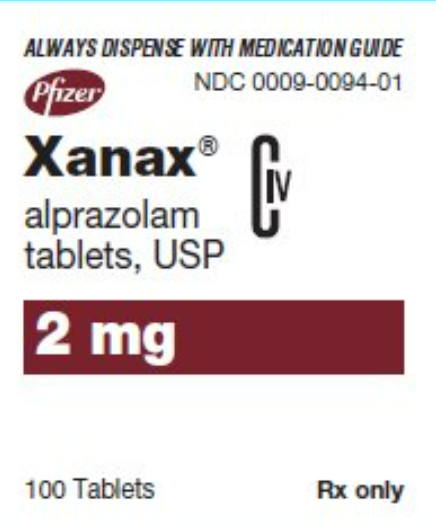 ALWAYS DISPENSE WITH MEDICATION GUIDE
Pfizer
NDC 0009-0094-01
Xanax®
CIV
alprazolam
tablets, USP
2 mg
100 Tablets
Rx only